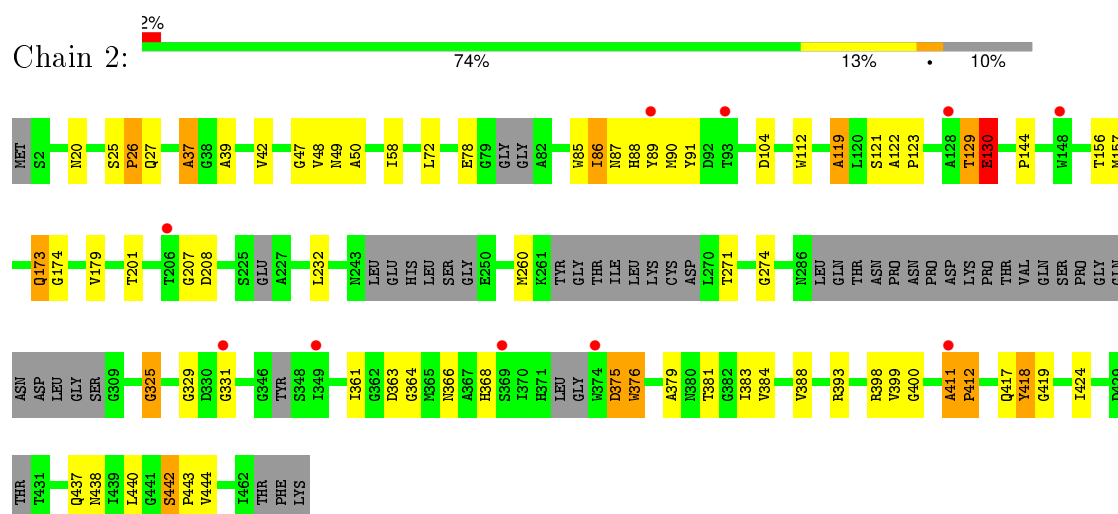 2%
Chain 2:
74% 13% • 10%
MET S2 N20 S25 P26 Q27 A37 G38 A39 V42 G47 V48 N49 A50 I58 L72 E78 G79 GLY GLY A82 W85 I86 N87 H88 Y89 M90 Y91 D92 T93 D104 W112 A119 L120 S121 A122 P123 A128 T129 E130 P144 W148 T156 M157
Q173 G174 V179 T201 T206 G207 D208 S225 GLU A227 L232 N243 LEU GLU HIS LEU SER GLY E250 M260 K261 TYR GLY THR ILE LEU LYS CYS ASP L270 T271 G274 N286 LEU GLN THR ASN PRO ASN PRO ASP LYS PRO THR VAL GLN SER PRO GLY GLN
ASN ASP LEU GLY SER G309 G325 G329 D330 G331 G346 TYR S348 I349 I361 G362 D363 G364 M365 N366 A367 H368 S369 I370 H371 LEU GLY W374 D375 W376 A379 N380 T381 G382 I383 V384 V388 R393 R398 V399 G400 A411 P412 Q417 Y418 G419 I424
THR T431 Q437 N438 I439 L440 G441 S442 P443 V444 I462 THR PHE LYS